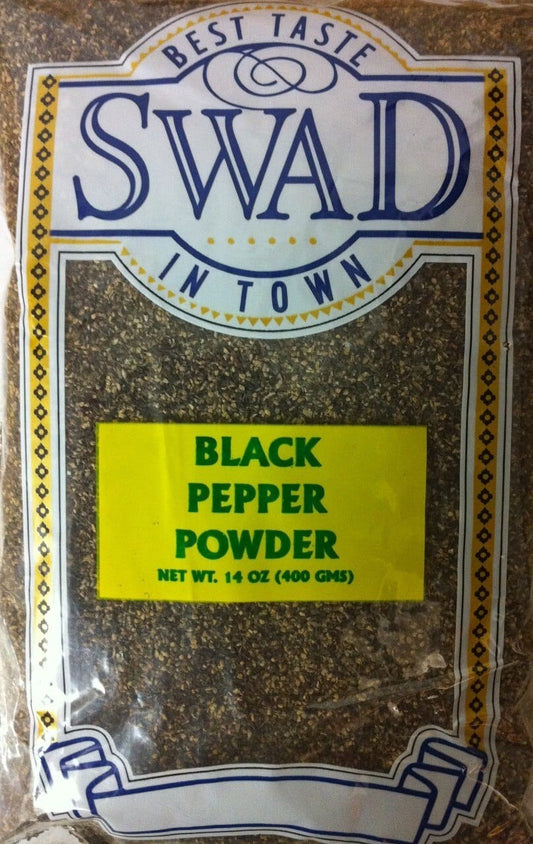 BEST TASTE
SWAD
IN TOWN
BLACK
PEPPER
POWDER
NET WT. 14 OZ (400 GMS)